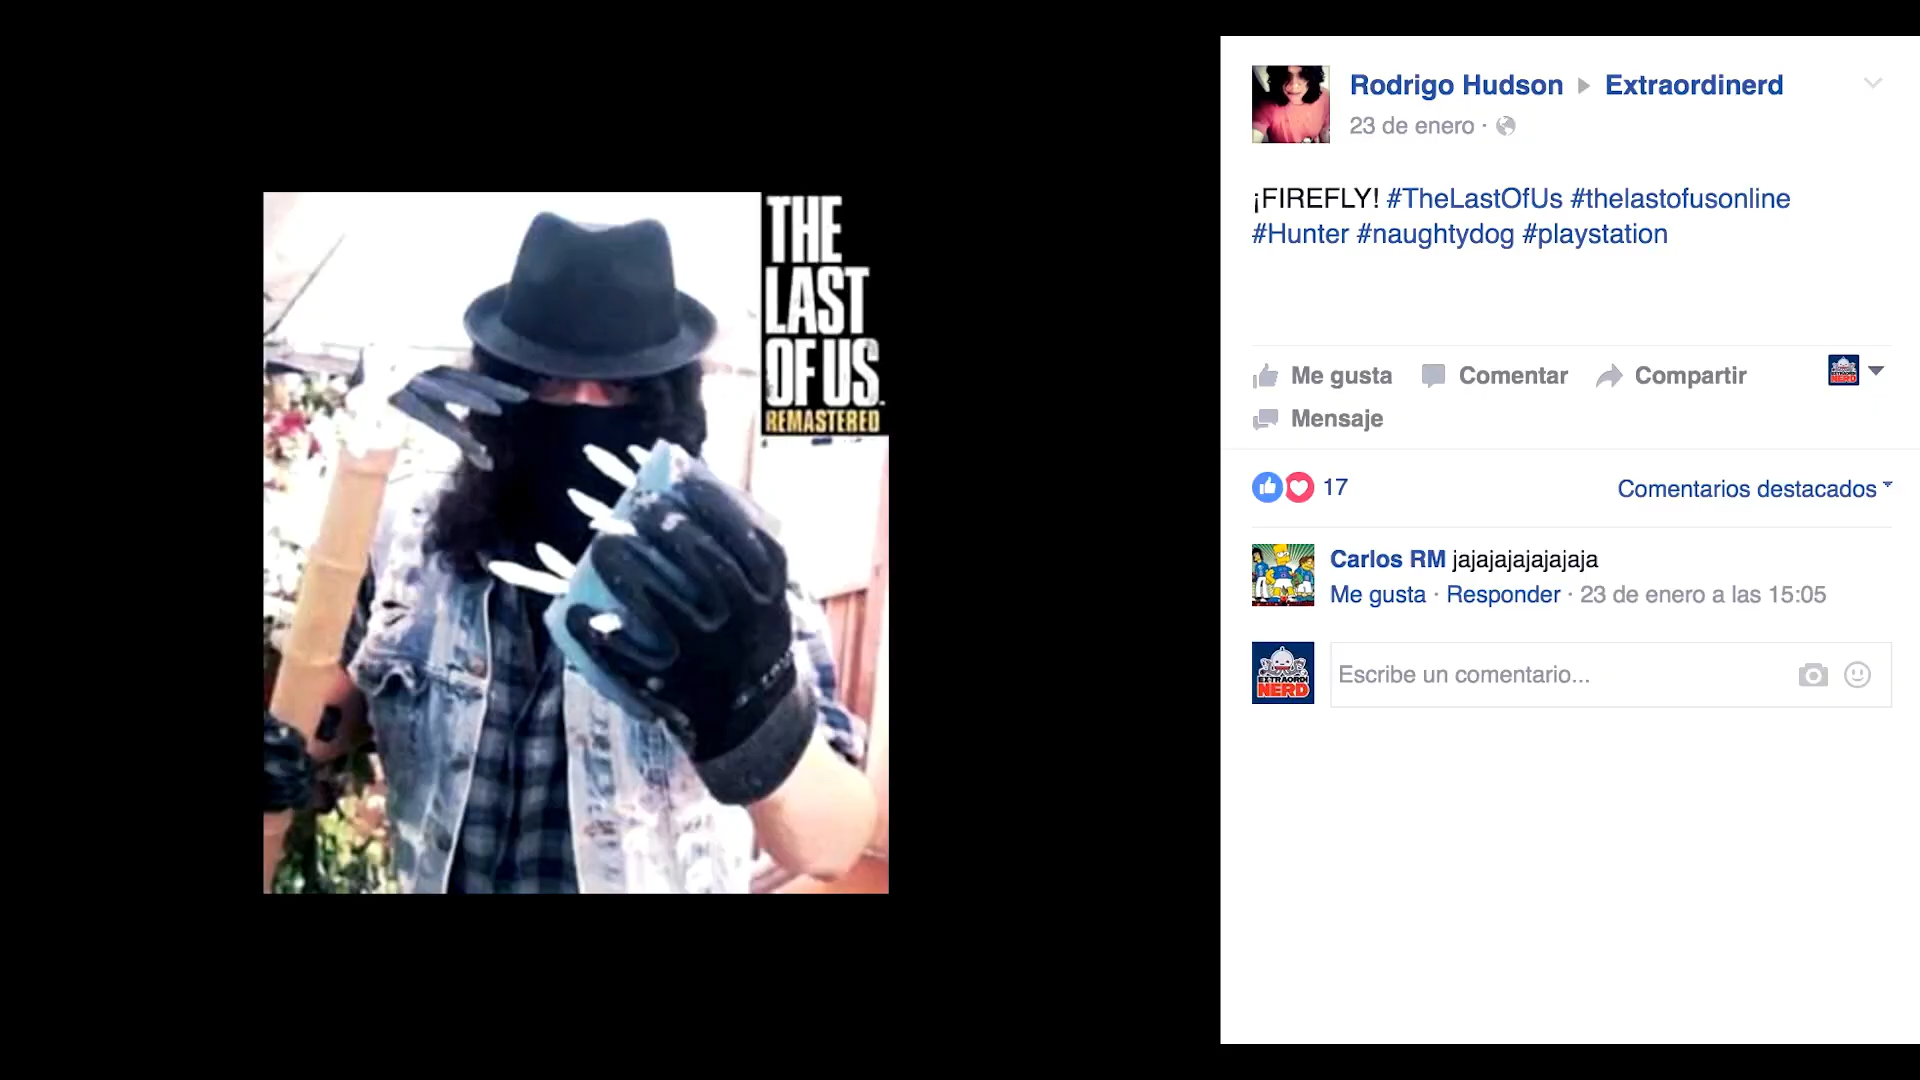 THE
LAST
OF US
REMASTERED
Rodrigo Hudson Extraordinerd
23 de enero ·
¡FIREFLY! #TheLastOfUs #thelastofusonline
#Hunter #naughtydog #playstation
Me gusta Comentar Compartir
Mensaje
17 Comentarios destacados
Carlos RM jajajajajajajaja
Me gusta · Responder · 23 de enero a las 15:05
EXTRAORDI
NERD
Escribe un comentario...